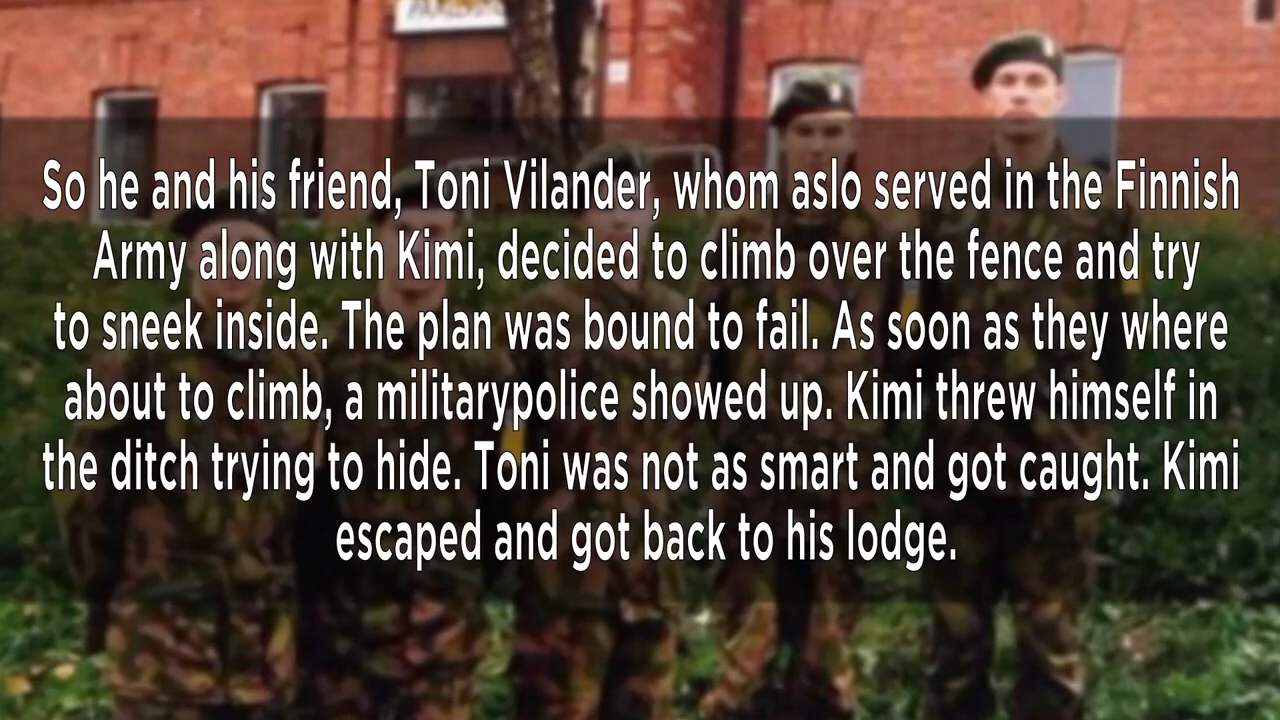 So he and his friend, Toni Vilander, whom aslo served in the Finnish
Army along with Kimi, decided to climb over the fence and try
to sneek inside. The plan was bound to fail. As soon as they where
about to climb, a militarypolice showed up. Kimi threw himself in
the ditch trying to hide. Toni was not as smart and got caught. Kimi
escaped and got back to his lodge.